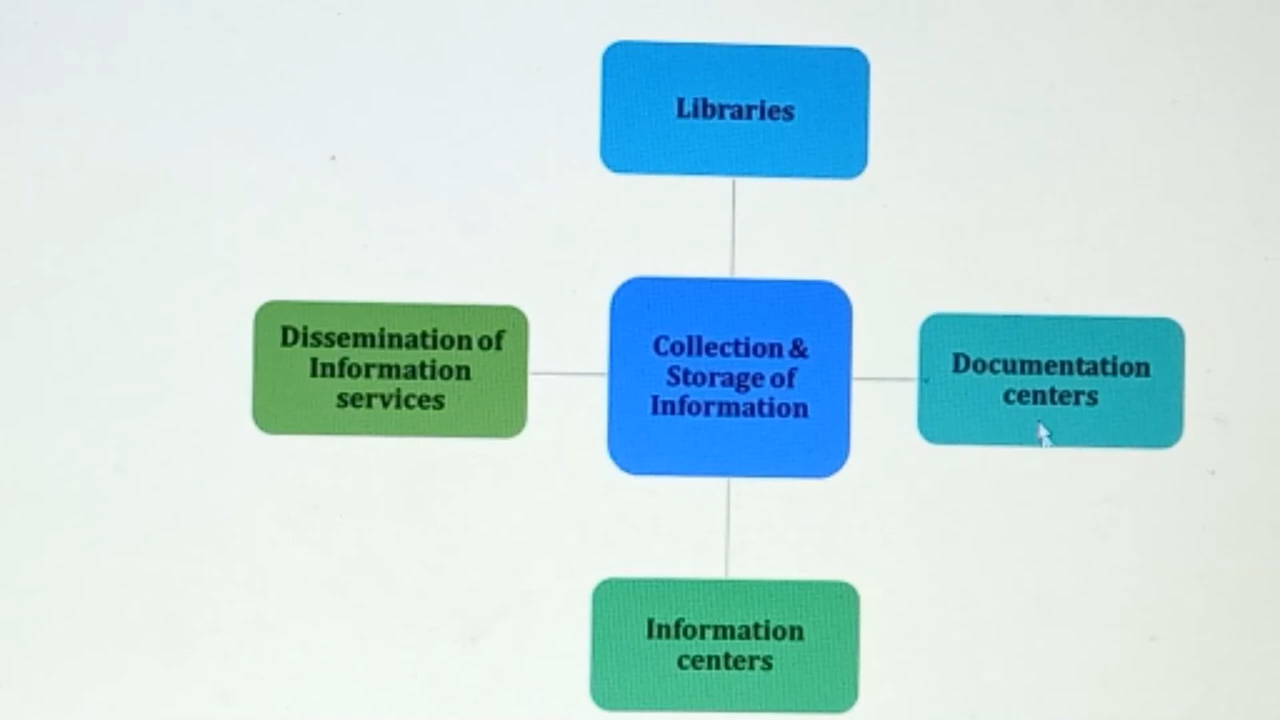 Libraries
Dissemination of
Information
services
Collection &
Storage of
Information
Documentation
centers
Information
centers